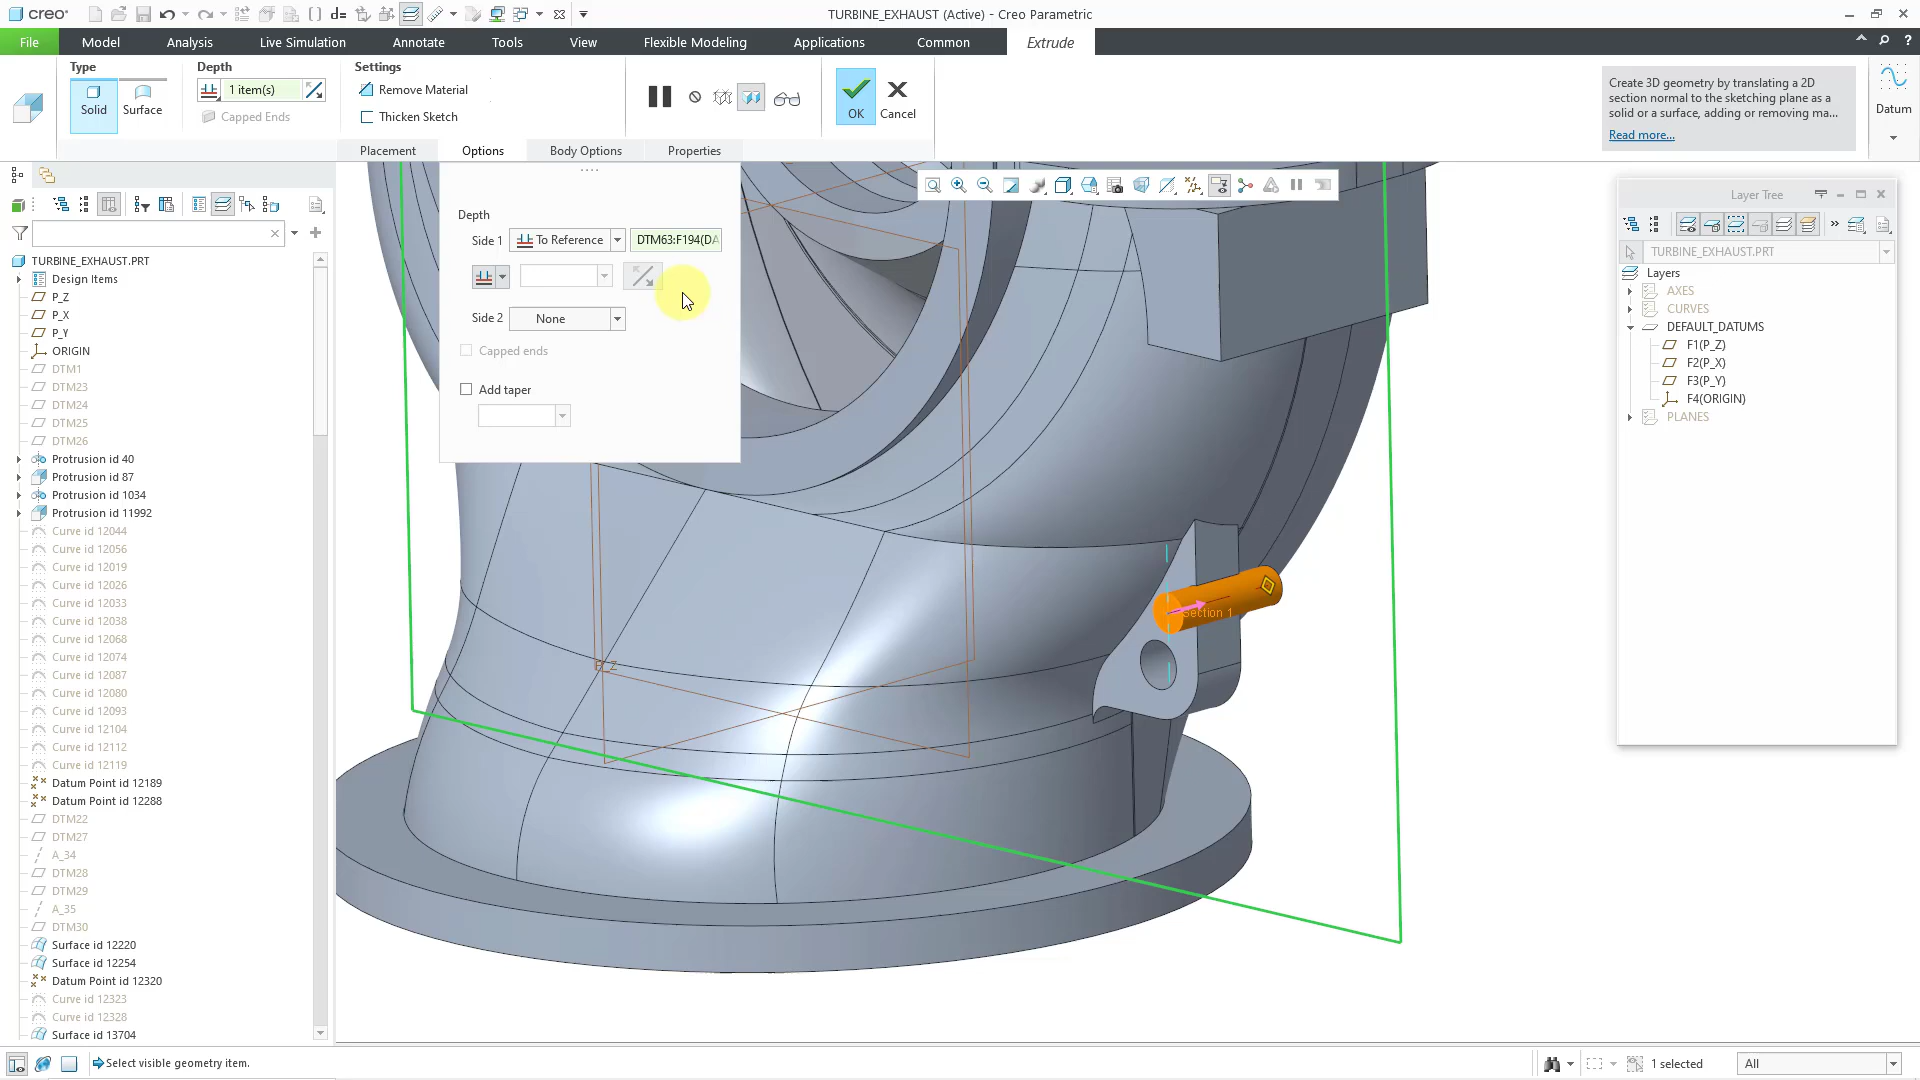 creo
TURBINE_EXHAUST (Active) - Creo Parametric
File
Model
Analysis
Live Simulation
Annotate
Tools
View
Flexible Modeling
Applications
Common
Extrude
Type
Depth
Settings
Solid
Surface
1 item(s)
Capped Ends
Remove Material
Thicken Sketch
OK
Cancel
Create 3D geometry by translating a 2D
section normal to the sketching plane as a
solid or a surface, adding or removing ma...
Read more...
Datum
Placement
Options
Body Options
Properties
Depth
Side 1
To Reference
DTM63:F194(DA
Side 2
None
Capped ends
Add taper
TURBINE_EXHAUST.PRT
Design Items
P_Z
P_X
P_Y
ORIGIN
DTM1
DTM23
DTM24
DTM25
DTM26
Protrusion id 40
Protrusion id 87
Protrusion id 1034
Protrusion id 11992
Curve id 12044
Curve id 12056
Curve id 12019
Curve id 12026
Curve id 12033
Curve id 12038
Curve id 12068
Curve id 12074
Curve id 12087
Curve id 12080
Curve id 12093
Curve id 12104
Curve id 12112
Curve id 12119
Datum Point id 12189
Datum Point id 12288
DTM22
DTM27
A_34
DTM28
DTM29
A_35
DTM30
Surface id 12220
Surface id 12254
Datum Point id 12320
Curve id 12323
Curve id 12328
Surface id 13704
P_Z
Section 1
Layer Tree
TURBINE_EXHAUST.PRT
Layers
AXES
CURVES
DEFAULT_DATUMS
F1(P_Z)
F2(P_X)
F3(P_Y)
F4(ORIGIN)
PLANES
Select visible geometry item.
1 selected
All